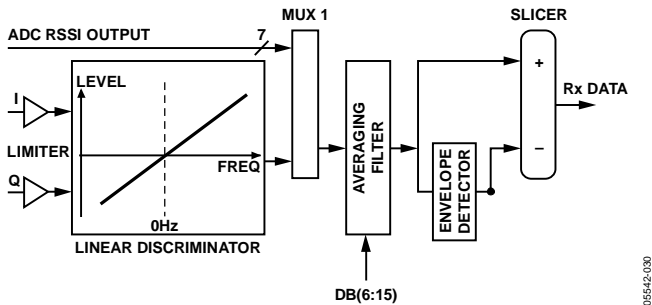 MUX 1
SLICER
ADC RSSI OUTPUT
7
LEVEL
I
LIMITER
Q
FREQ
0Hz
LINEAR DISCRIMINATOR
AVERAGING
FILTER
ENVELOPE
DETECTOR
+
–
Rx DATA
DB(6:15)
05542-030